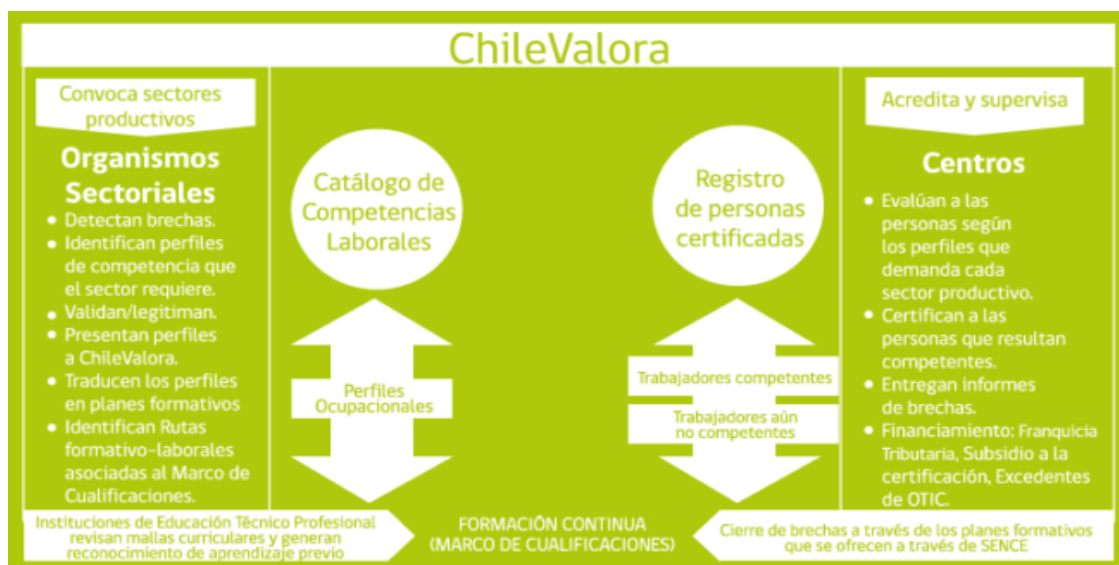 ChileValora
Convoca sectores
productivos
Organismos
Sectoriales
• Detectan brechas.
• Identifican perfiles
de competencia que
el sector requiere.
• Validan/legitiman.
• Presentan perfiles
a ChileValora.
• Traducen los perfiles
en planes formativos
• Identifican Rutas
formativo-laborales
asociadas al Marco de
Cualificaciones.
Catálogo de
Competencias
Laborales
Perfiles
Ocupacionales
Registro
de personas
certificadas
Trabajadores competentes
Trabajadores aún
no competentes
Acredita y supervisa
Centros
• Evalúan a las
personas según
los perfiles que
demanda cada
sector productivo.
• Certifican a las
personas que resultan
competentes.
• Entregan informes
de brechas.
• Financiamiento: Franquicia
Tributaria, Subsidio a la
certificación, Excedentes
de OTIC.
Instituciones de Educación Técnico Profesional
revisan mallas curriculares y generan
reconocimiento de aprendizaje previo
FORMACIÓN CONTINUA
(MARCO DE CUALIFICACIONES)
Cierre de brechas a través de los planes formativos
que se ofrecen a través de SENCE